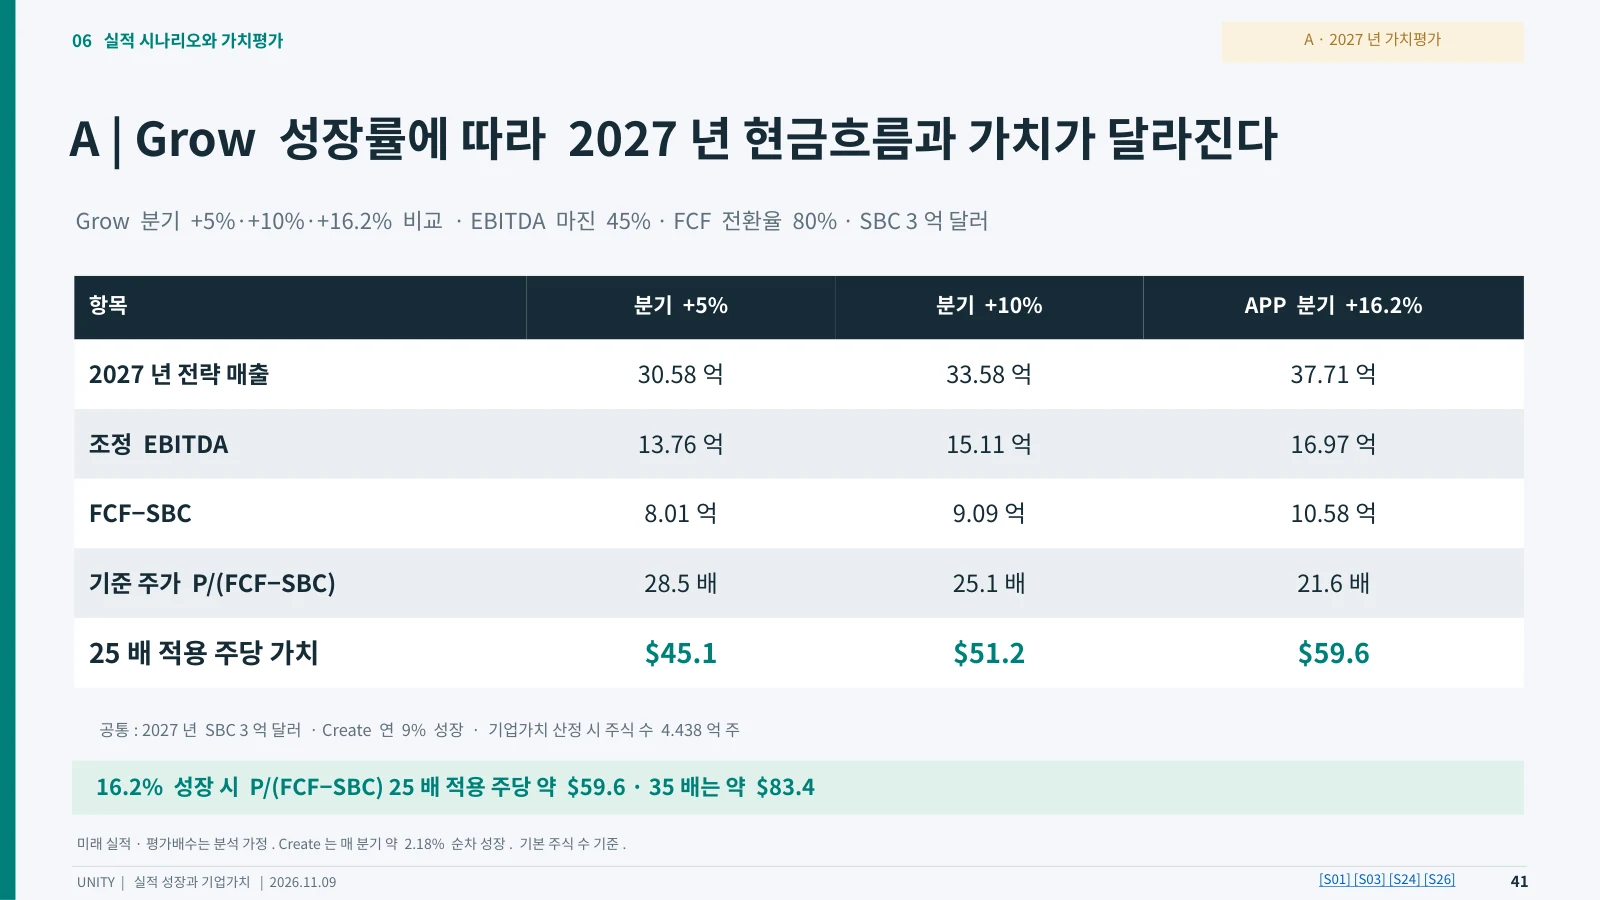 06 실적 시나리오와 가치평가
A · 2027 년 가치평가
A | Grow 성장률에 따라 2027 년 현금흐름과 가치가 달라진다
Grow 분기 +5%·+10%·+16.2% 비교 · EBITDA 마진 45% · FCF 전환율 80% · SBC 3 억 달러
항목 분기 +5% 분기 +10% APP 분기 +16.2%
2027 년 전략 매출 30.58 억 33.58 억 37.71 억
조정 EBITDA 13.76 억 15.11 억 16.97 억
FCF−SBC 8.01 억 9.09 억 10.58 억
기준 주가 P/(FCF−SBC) 28.5 배 25.1 배 21.6 배
25 배 적용 주당 가치 $45.1 $51.2 $59.6
공통 : 2027 년 SBC 3 억 달러 · Create 연 9% 성장 · 기업가치 산정 시 주식 수 4.438 억 주
16.2% 성장 시 P/(FCF−SBC) 25 배 적용 주당 약 $59.6 · 35 배는 약 $83.4
미래 실적 · 평가배수는 분석 가정 . Create 는 매 분기 약 2.18% 순차 성장 . 기본 주식 수 기준 .
UNITY | 실적 성장과 기업가치 | 2026.11.09
[S01] [S03] [S24] [S26]
41